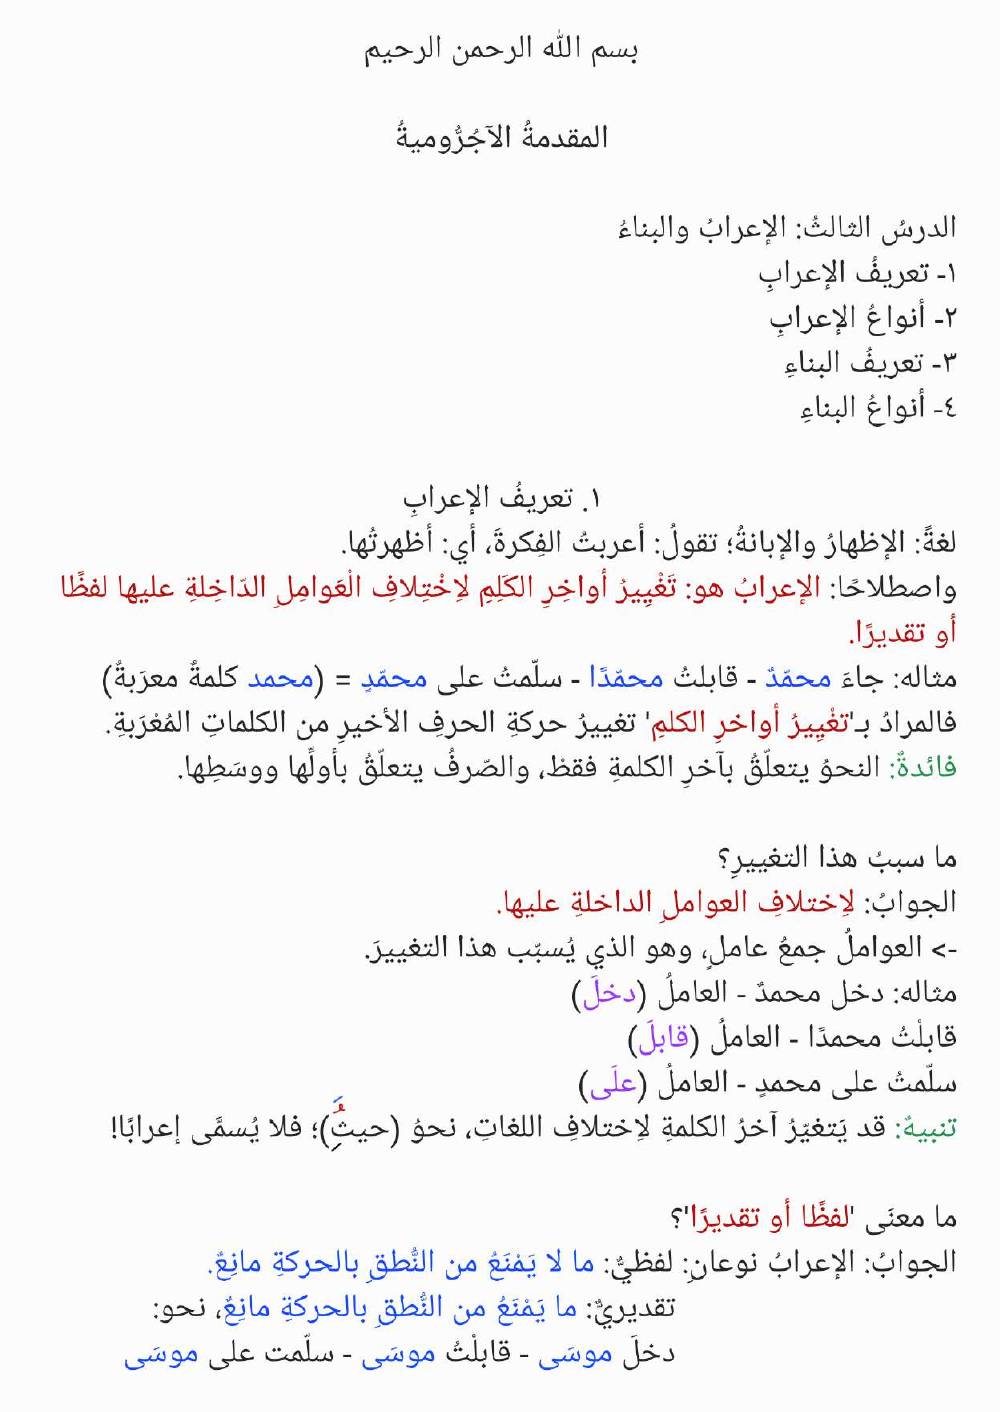 بسم الله الرحمن الرحيم
المقدمةُ الآجُرُّوميةُ
الدرسُ الثالثُ: الإعرابُ والبناءُ
١- تعريفُ الإعرابِ
٢- أنواعُ الإعرابِ
٣- تعريفُ البناءِ
٤- أنواعُ البناءِ
١. تعريفُ الإعرابِ
لغةً: الإظهارُ والإبانةُ؛ تقولُ: أعربتُ الفِكرةَ، أي: أظهرتُها.
واصطلاحًا: الإعرابُ هو: تَغْيِيرُ أواخِرِ الكَلِمِ لاِخْتِلافِ الْعَوامِلِ الدّاخِلةِ عليها لفظًا
أو تقديرًا.
مثاله: جاءَ محمّدٌ - قابلتُ محمّدًا - سلّمتُ على محمّدٍ = (محمد كلمةٌ معرَبةٌ)
فالمرادُ بـ'تغْيِيرُ أواخرِ الكلمِ' تغييرُ حركةِ الحرفِ الأخيرِ من الكلماتِ المُعْرَبةِ.
فائدةٌ: النحوُ يتعلّقُ بآخرِ الكلمةِ فقطْ، والصّرفُ يتعلّقُ بأولِّها ووسَطِها.
ما سببُ هذا التغييرِ؟
الجوابُ: لاِختلافِ العواملِ الداخلةِ عليها.
-> العواملُ جمعُ عاملٍ، وهو الذي يُسبّب هذا التغييرَ.
مثاله: دخل محمدٌ - العاملُ (دخلَ)
قابلْتُ محمدًا - العاملُ (قابلَ)
سلّمتُ على محمدٍ - العاملُ (علَى)
تنبيهٌ: قد يَتغيّرُ آخرُ الكلمةِ لاِختلافِ اللغاتِ، نحوُ (حيثَُِ)؛ فلا يُسمَّى إعرابًا!
ما معنَى 'لفظًا أو تقديرًا'؟
الجوابُ: الإعرابُ نوعانِ: لفظيٌّ: ما لا يَمْنَعُ من النُّطقِ بالحركةِ مانِعٌ.
تقديريٌّ: ما يَمْنَعُ من النُّطقِ بالحركةِ مانِعٌ، نحو:
دخلَ موسَى - قابلْتُ موسَى - سلّمت على موسَى